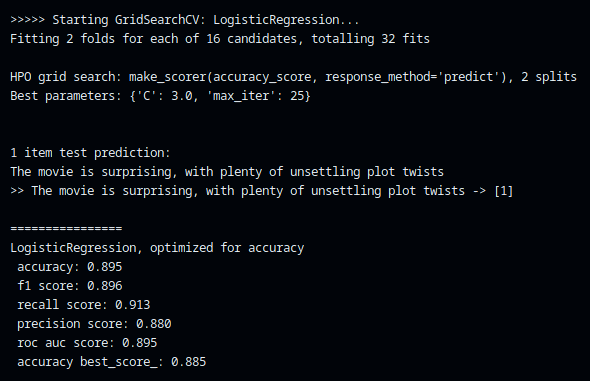 >>>>> Starting GridSearchCV: LogisticRegression...
Fitting 2 folds for each of 16 candidates, totalling 32 fits
HPO grid search: make_scorer(accuracy_score, response_method='predict'), 2 splits
Best parameters: {'C': 3.0, 'max_iter': 25}
1 item test prediction:
The movie is surprising, with plenty of unsettling plot twists
>> The movie is surprising, with plenty of unsettling plot twists -> [1]
================
LogisticRegression, optimized for accuracy
accuracy: 0.895
f1 score: 0.896
recall score: 0.913
precision score: 0.880
roc auc score: 0.895
accuracy best_score_: 0.885